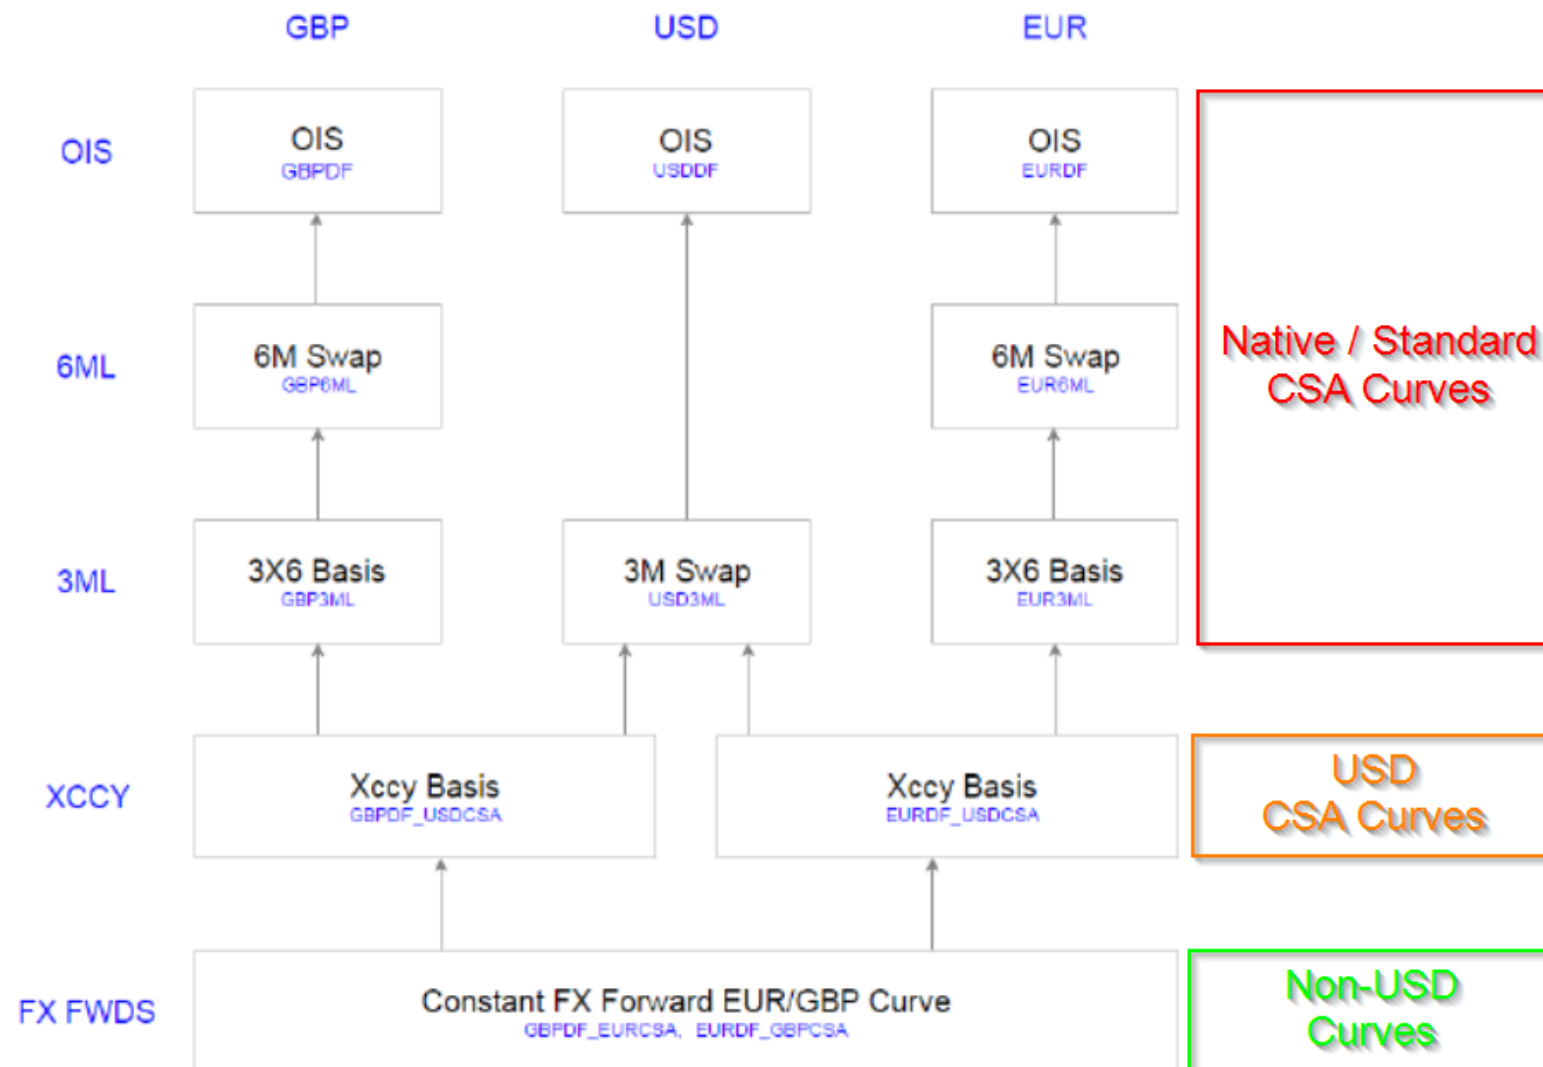 GBP USD EUR
OIS
OIS
GBPDF
OIS
USDDF
OIS
EURDF
Native / Standard
CSA Curves
6ML
6M Swap
GBP6ML
6M Swap
EUR6ML
3ML
3X6 Basis
GBP3ML
3M Swap
USD3ML
3X6 Basis
EUR3ML
XCCY
Xccy Basis
GBPDF_USDCSA
Xccy Basis
EURDF_USDCSA
USD
CSA Curves
FX FWDS
Constant FX Forward EUR/GBP Curve
GBPDF_EURCSA, EURDF_GBPCSA
Non-USD
Curves